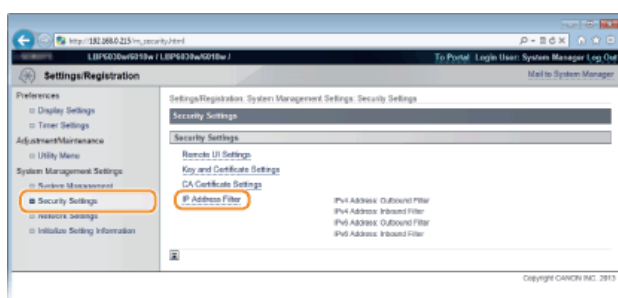 http://192.168.0.215/m_security.html
LBP6030w/6018w / LBP6030w/6018w /
To Portal Login User: System Manager Log Out
Settings/Registration
Mail to System Manager
Preferences
Display Settings
Timer Settings
Adjustment/Maintenance
Utility Menu
System Management Settings
System Management
Security Settings
Network Settings
Initialize Setting Information
Settings/Registration: System Management Settings: Security Settings
Security Settings
Security Settings
Remote UI Settings
Key and Certificate Settings
CA Certificate Settings
IP Address Filter
IPv4 Address: Outbound Filter
IPv4 Address: Inbound Filter
IPv6 Address: Outbound Filter
IPv6 Address: Inbound Filter
Copyright CANON INC. 2013